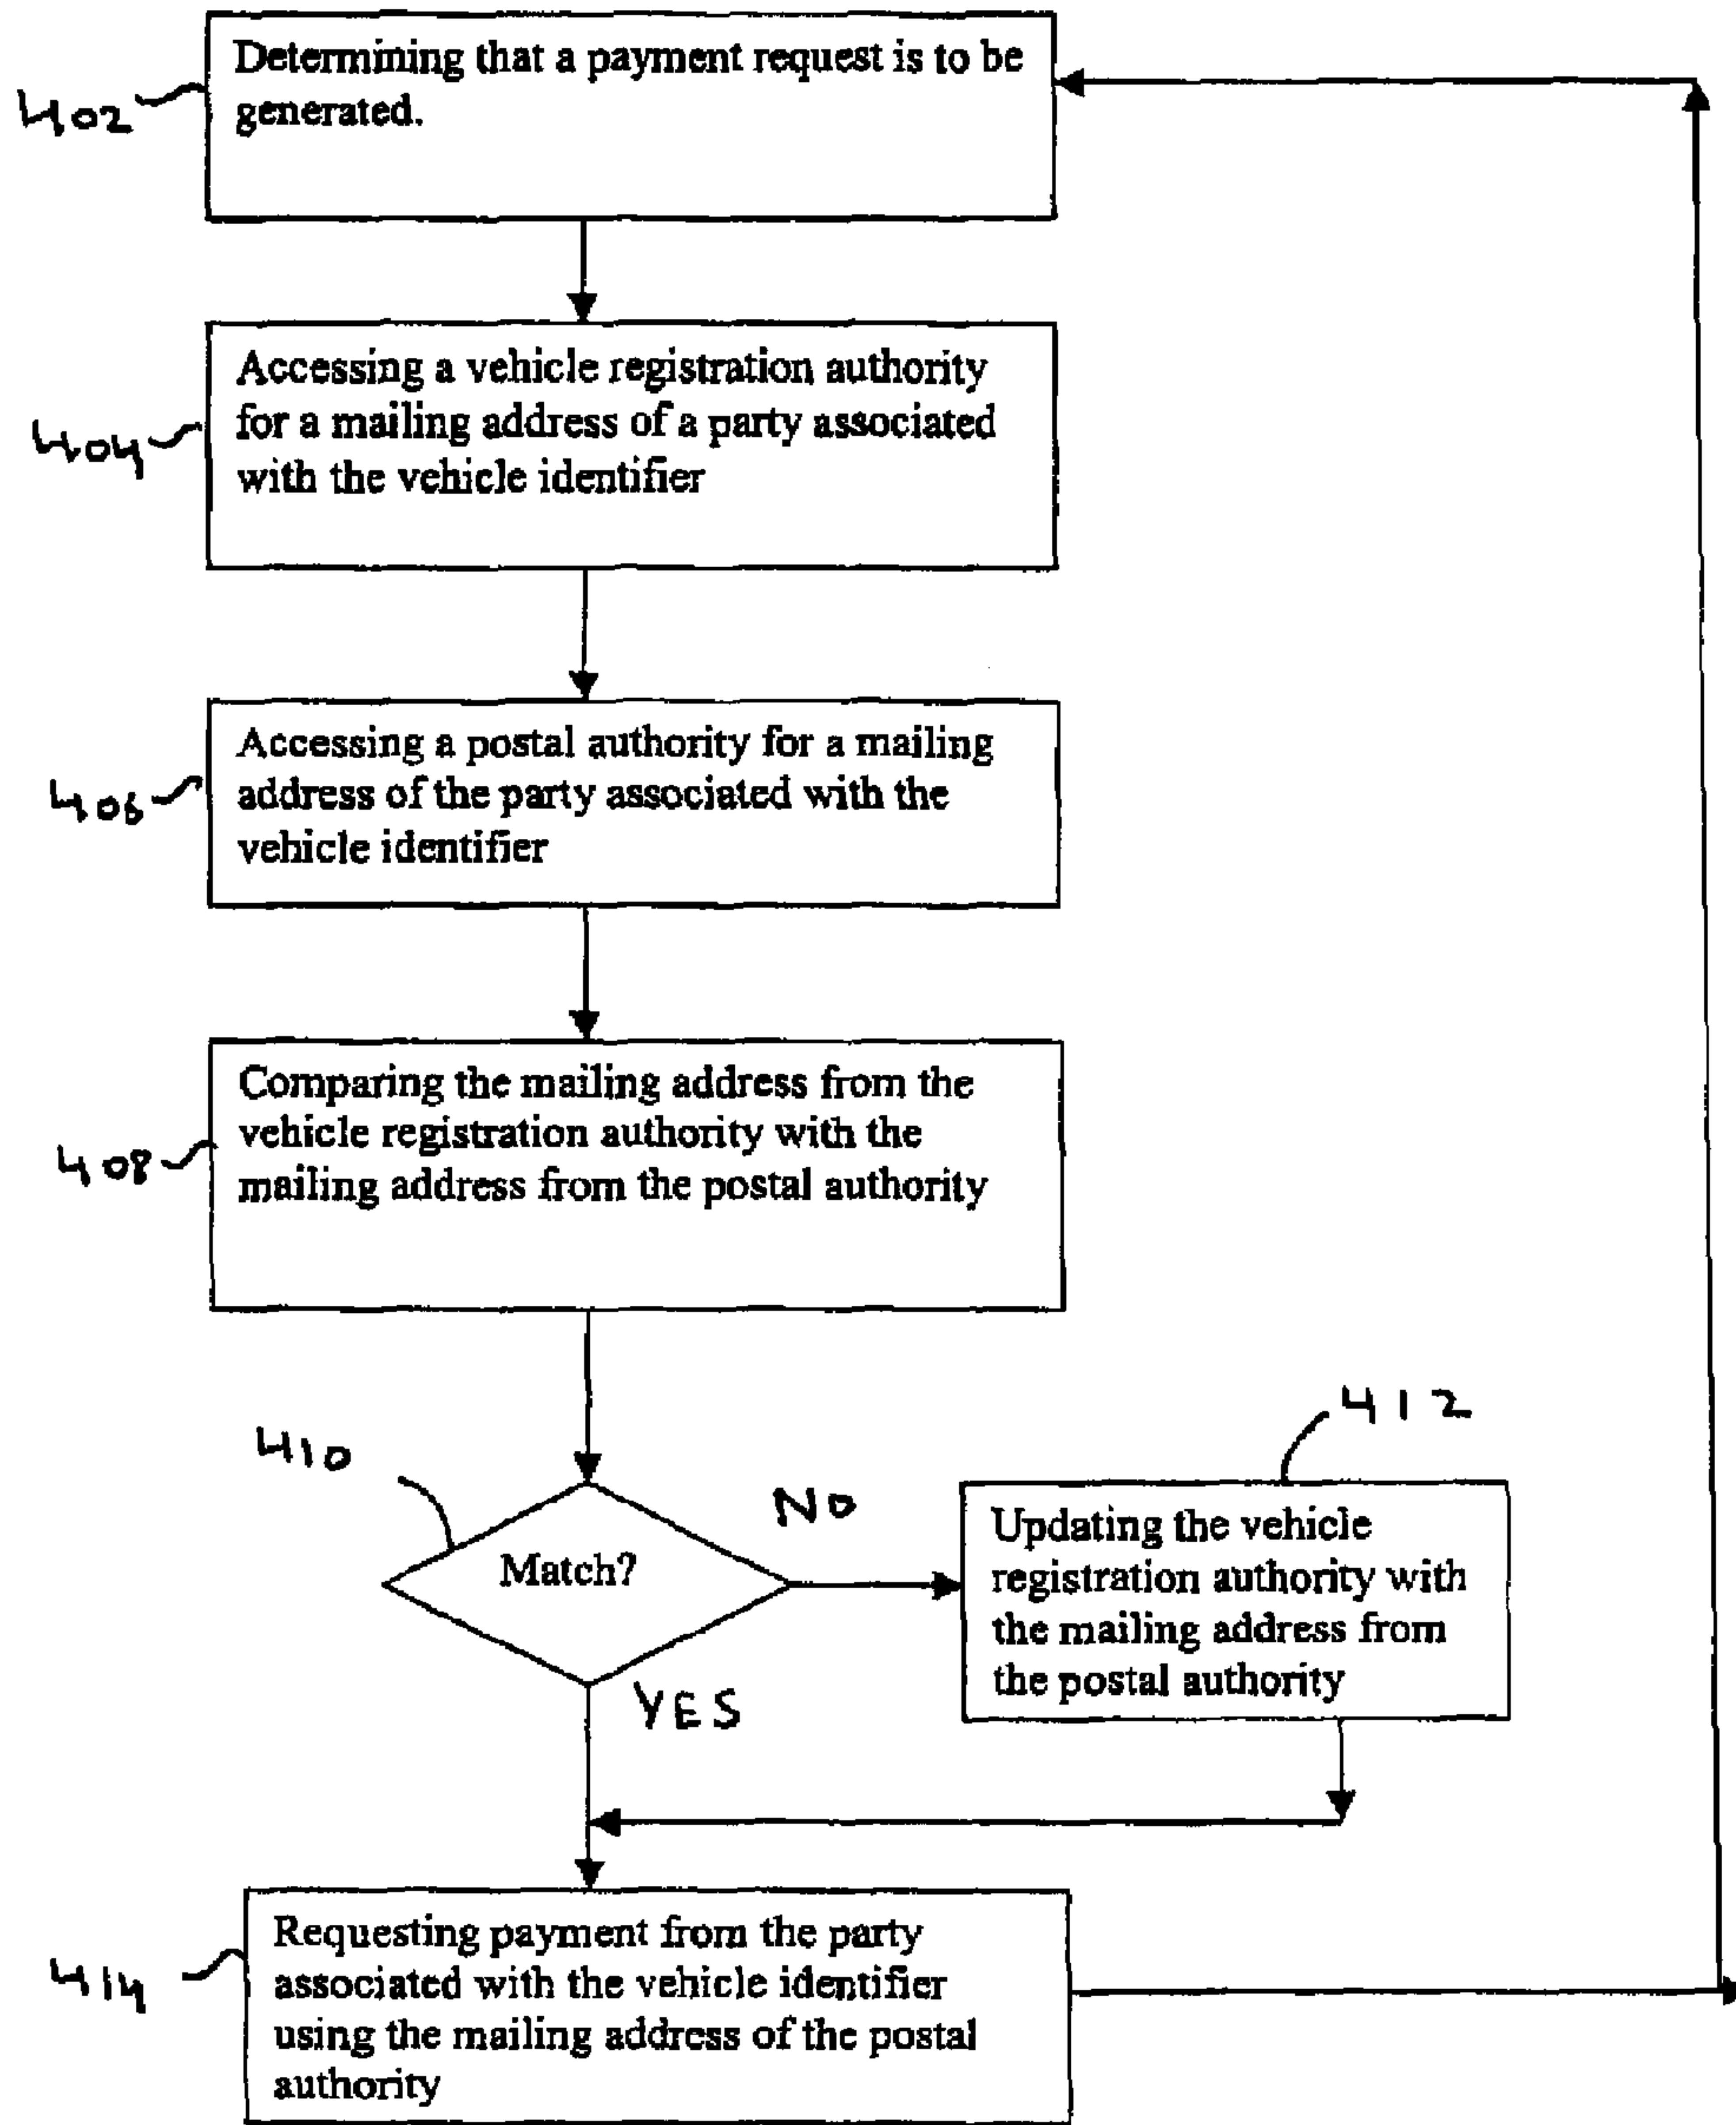 402
Determining that a payment request is to be
generated.
404
Accessing a vehicle registration authority
for a mailing address of a party associated
with the vehicle identifier
406
Accessing a postal authority for a mailing
address of the party associated with the
vehicle identifier
408
Comparing the mailing address from the
vehicle registration authority with the
mailing address from the postal authority
410
Match?
NO
YES
412
Updating the vehicle
registration authority with
the mailing address from
the postal authority
414
Requesting payment from the party
associated with the vehicle identifier
using the mailing address of the postal
authority